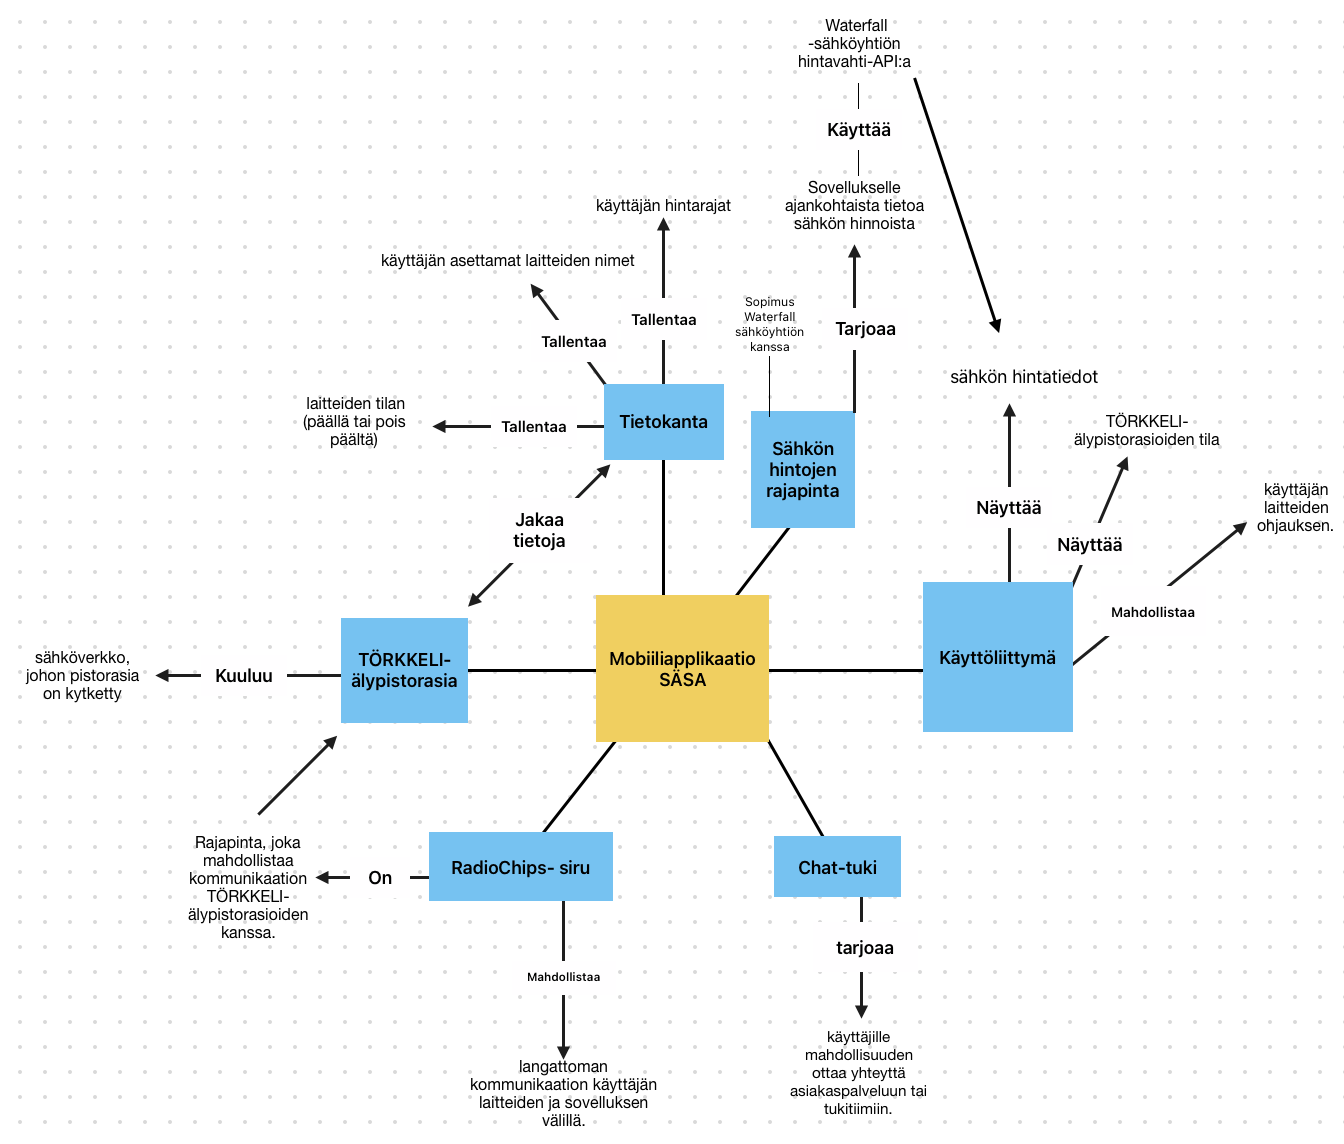 Waterfall
-sähköyhtiön
hintavahti-API:a
Käyttää
Sovellukselle
ajankohtaista tietoa
sähkön hinnoista
käyttäjän hintarajat
käyttäjän asettamat laitteiden nimet
Sopimus
Waterfall
sähköyhtiön
kanssa
Tarjoaa
Tallentaa
Tallentaa
sähkön hintatiedot
laitteiden tilan
(päällä tai pois
päältä)
Tallentaa
Tietokanta
Sähkön
hintojen
rajapinta
TÖRKKELI-
älypistorasioiden tila
Näyttää
käyttäjän
laitteiden
ohjauksen.
Jakaa
tietoja
Näyttää
Mahdollistaa
sähköverkko,
johon pistorasia
on kytketty
Kuuluu
TÖRKKELI-
älypistorasia
Mobiiliapplikaatio
SÄSA
Käyttöliittymä
Rajapinta, joka
mahdollistaa
kommunikaation
TÖRKKELI-
älypistorasioiden
kanssa.
On
RadioChips- siru
Chat-tuki
tarjoaa
Mahdollistaa
langattoman
kommunikaation käyttäjän
laitteiden ja sovelluksen
välillä.
käyttäjille
mahdollisuuden
ottaa yhteyttä
asiakaspalveluun tai
tukitiimiin.